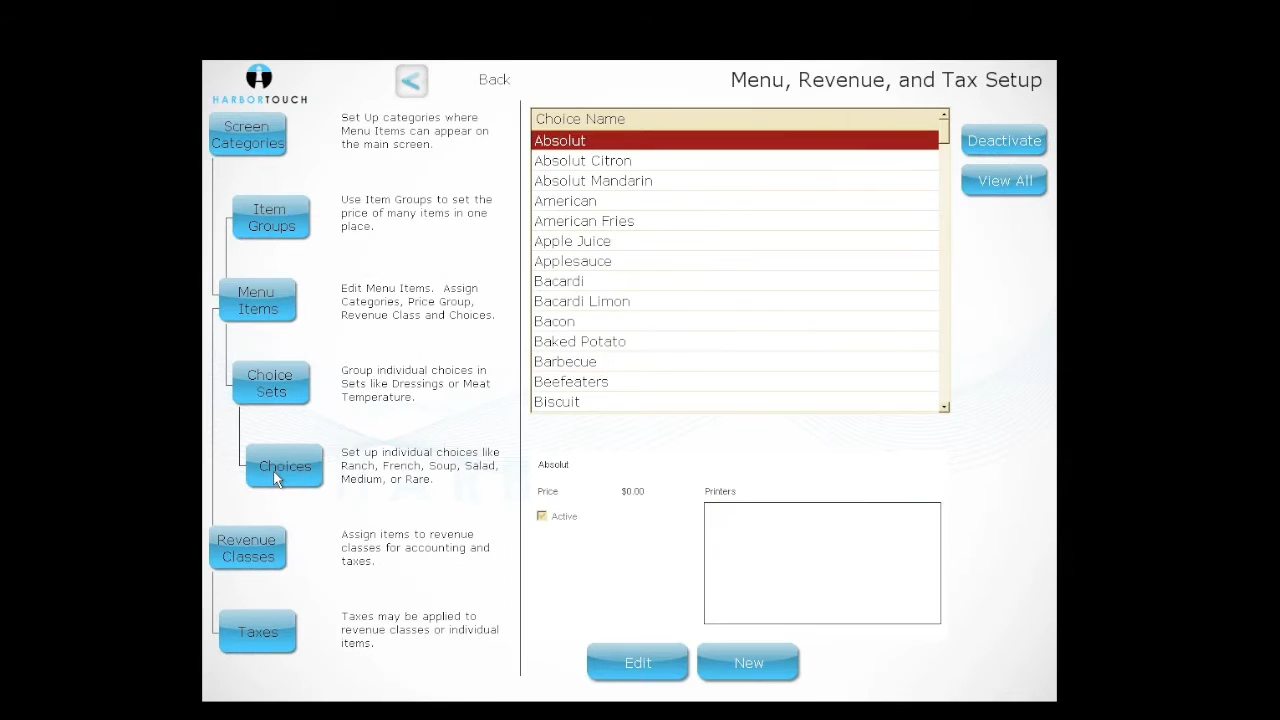 HARBORTOUCH
Back
Menu, Revenue, and Tax Setup
Screen
Categories
Set Up categories where
Menu Items can appear on
the main screen.
Item
Groups
Use Item Groups to set the
price of many items in one
place.
Menu
Items
Edit Menu Items. Assign
Categories, Price Group,
Revenue Class and Choices.
Choice
Sets
Group individual choices in
Sets like Dressings or Meat
Temperature.
Choices
Set up individual choices like
Ranch, French, Soup, Salad,
Medium, or Rare.
Revenue
Classes
Assign items to revenue
classes for accounting and
taxes.
Taxes
Taxes may be applied to
revenue classes or individual
items.
Choice Name
Absolut
Absolut Citron
Absolut Mandarin
American
American Fries
Apple Juice
Applesauce
Bacardi
Bacardi Limon
Bacon
Baked Potato
Barbecue
Beefeaters
Biscuit
Deactivate
View All
Absolut
Price $0.00
Printers
Active
Edit
New